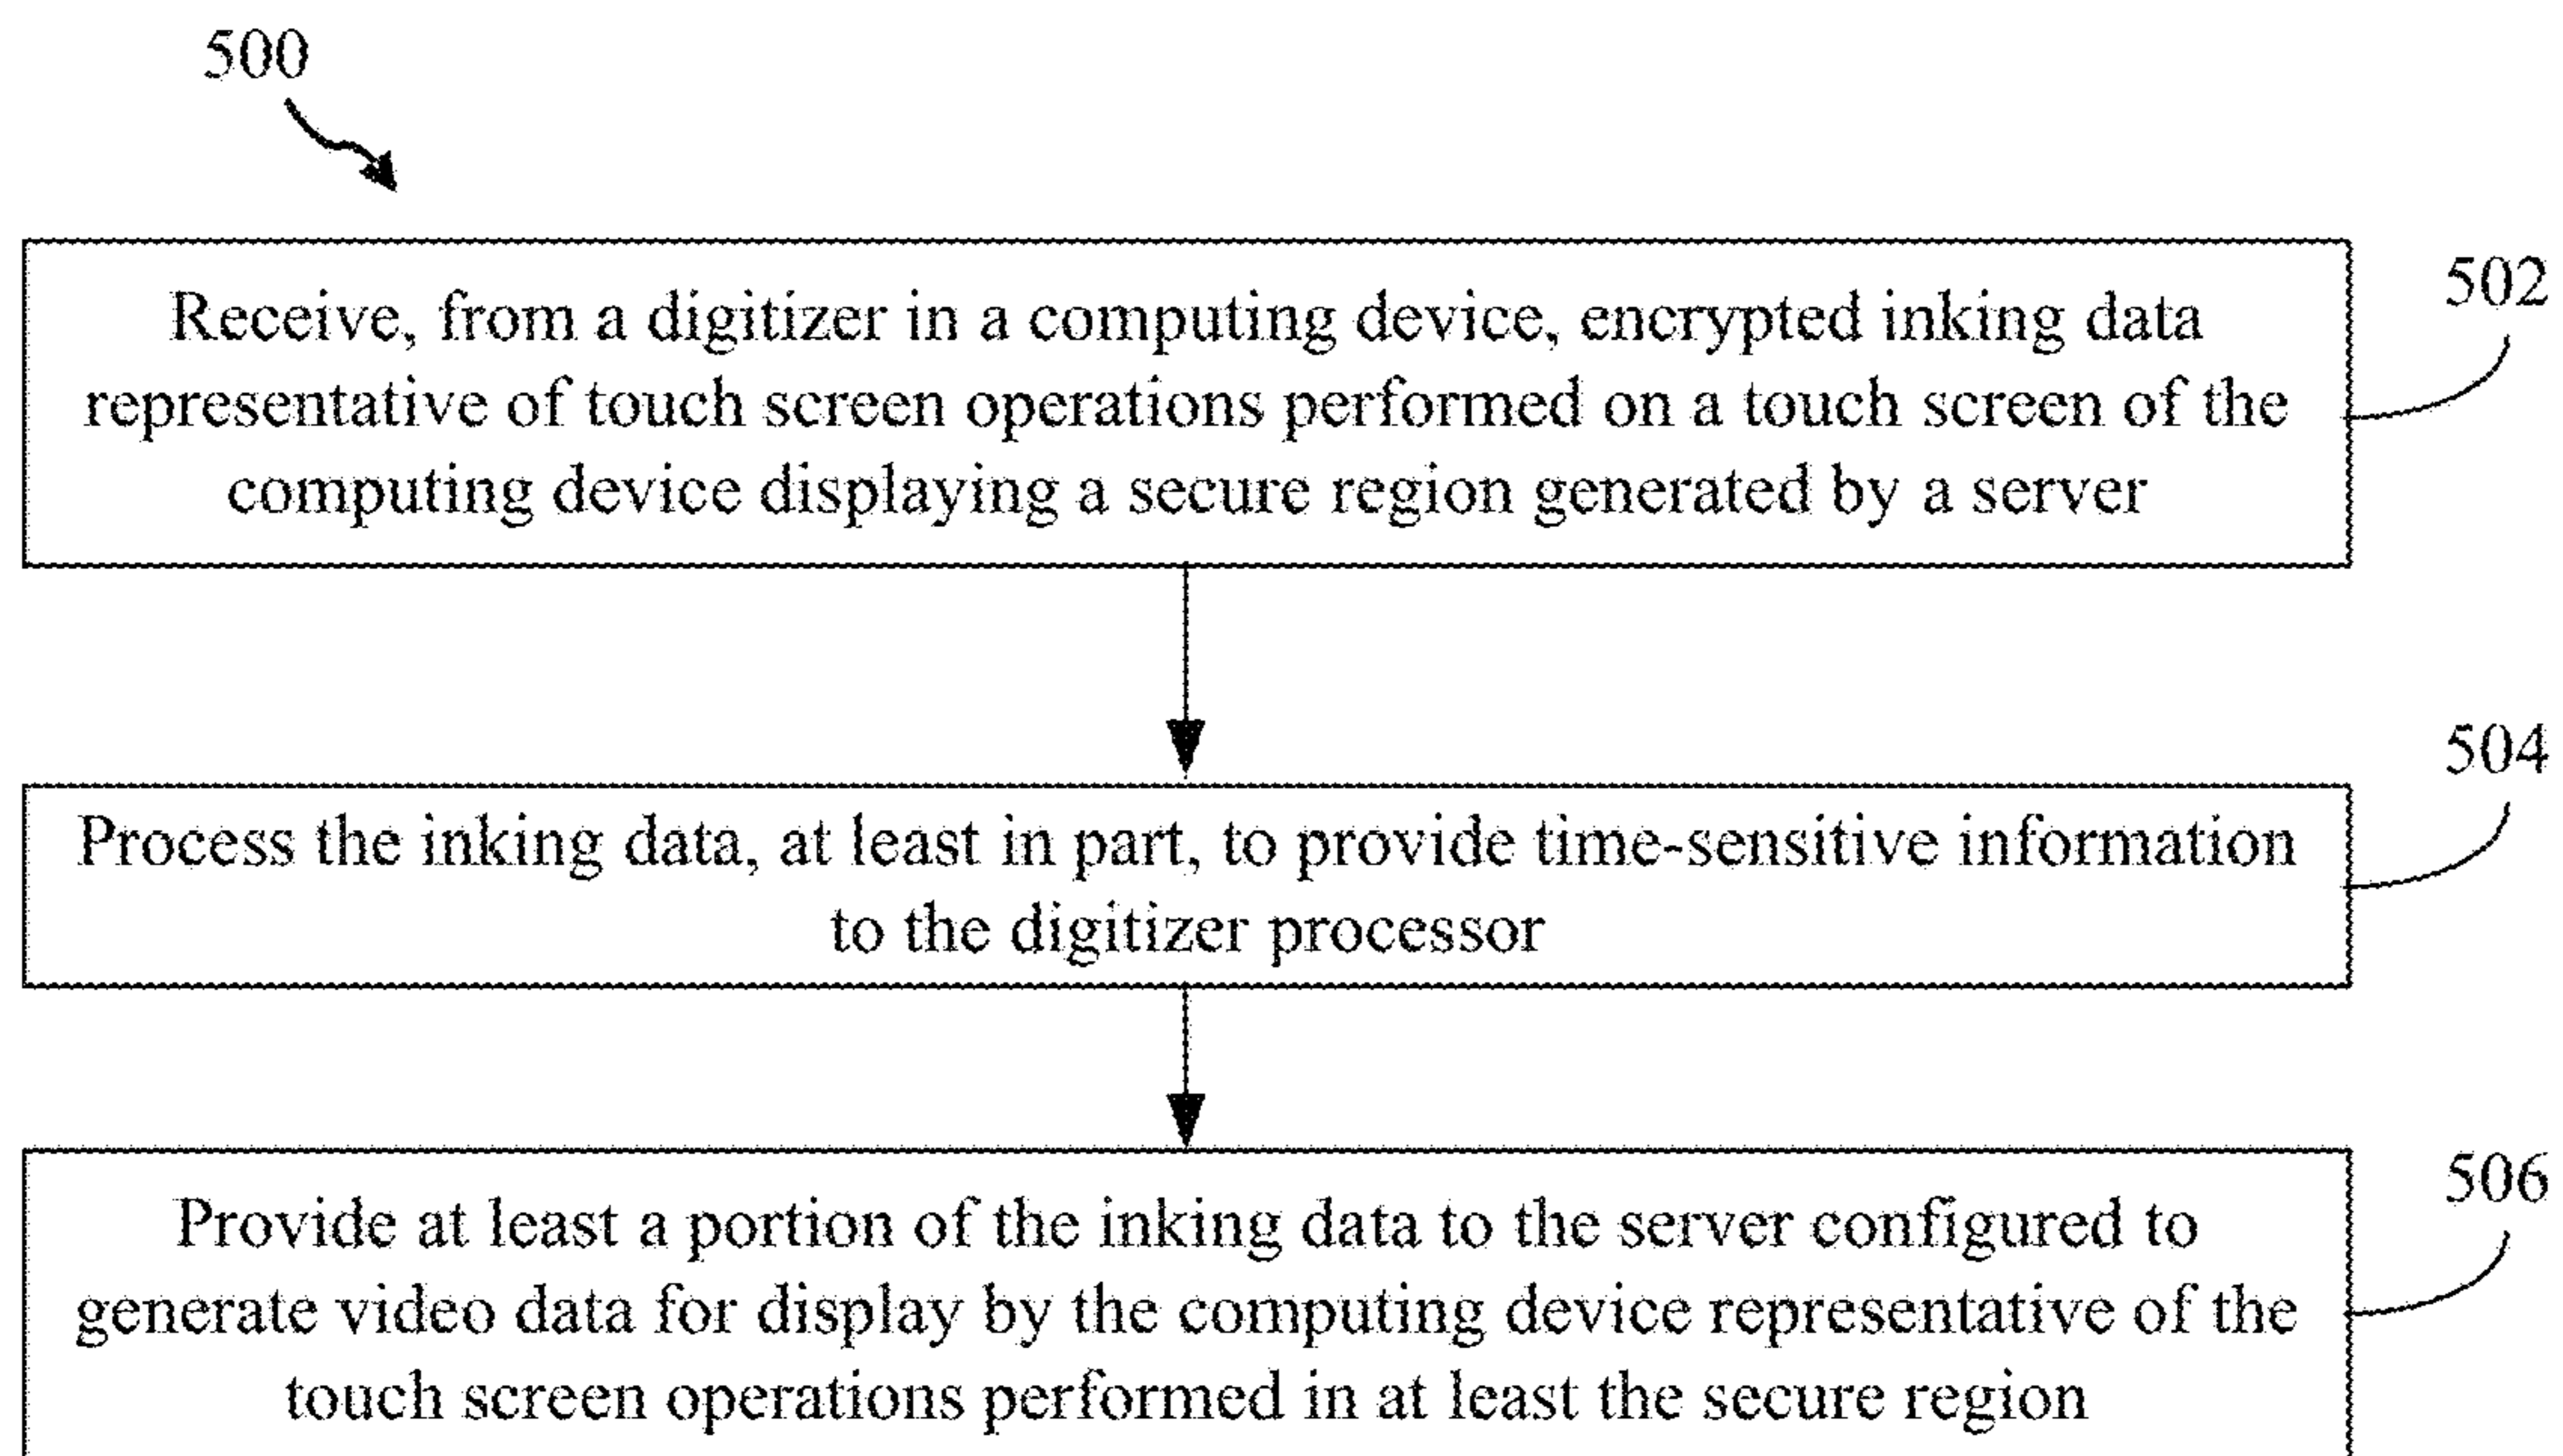 500
Receive, from a digitizer in a computing device, encrypted inking data
representative of touch screen operations performed on a touch screen of the
computing device displaying a secure region generated by a server
502
Process the inking data, at least in part, to provide time-sensitive information
to the digitizer processor
504
Provide at least a portion of the inking data to the server configured to
generate video data for display by the computing device representative of the
touch screen operations performed in at least the secure region
506